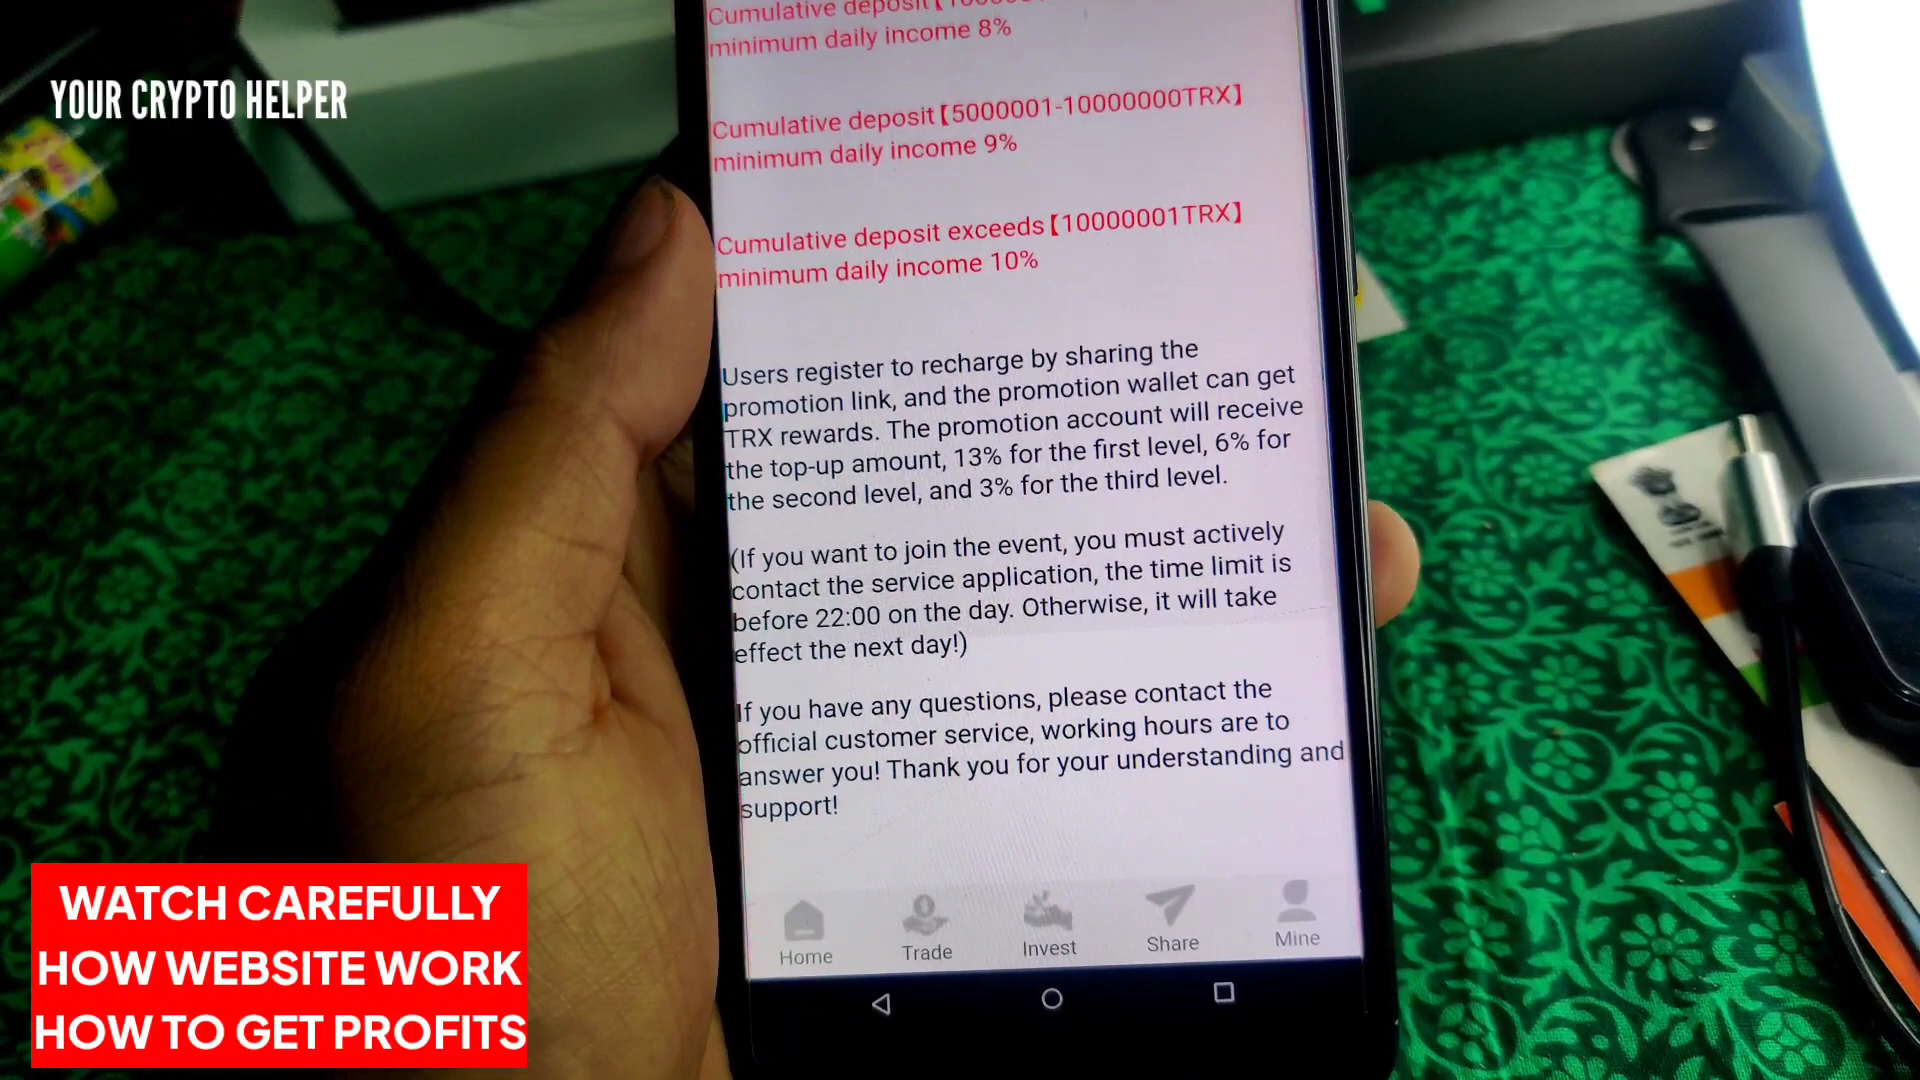 YOUR CRYPTO HELPER
Cumulative deposit
minimum daily income 8%
Cumulative deposit【5000001-10000000TRX】
minimum daily income 9%
Cumulative deposit exceeds【10000001TRX】
minimum daily income 10%
Users register to recharge by sharing the
promotion link, and the promotion wallet can get
TRX rewards. The promotion account will receive
the top-up amount, 13% for the first level, 6% for
the second level, and 3% for the third level.
(If you want to join the event, you must actively
contact the service application, the time limit is
before 22:00 on the day. Otherwise, it will take
effect the next day!)
If you have any questions, please contact the
official customer service, working hours are to
answer you! Thank you for your understanding and
support!
Home
Trade
Invest
Share
Mine
WATCH CAREFULLY
HOW WEBSITE WORK
HOW TO GET PROFITS